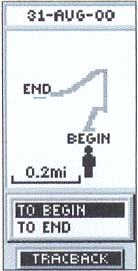 31-AUG-00
END
BEGIN
0.2mi
TO BEGIN
TO END
TRACBACK